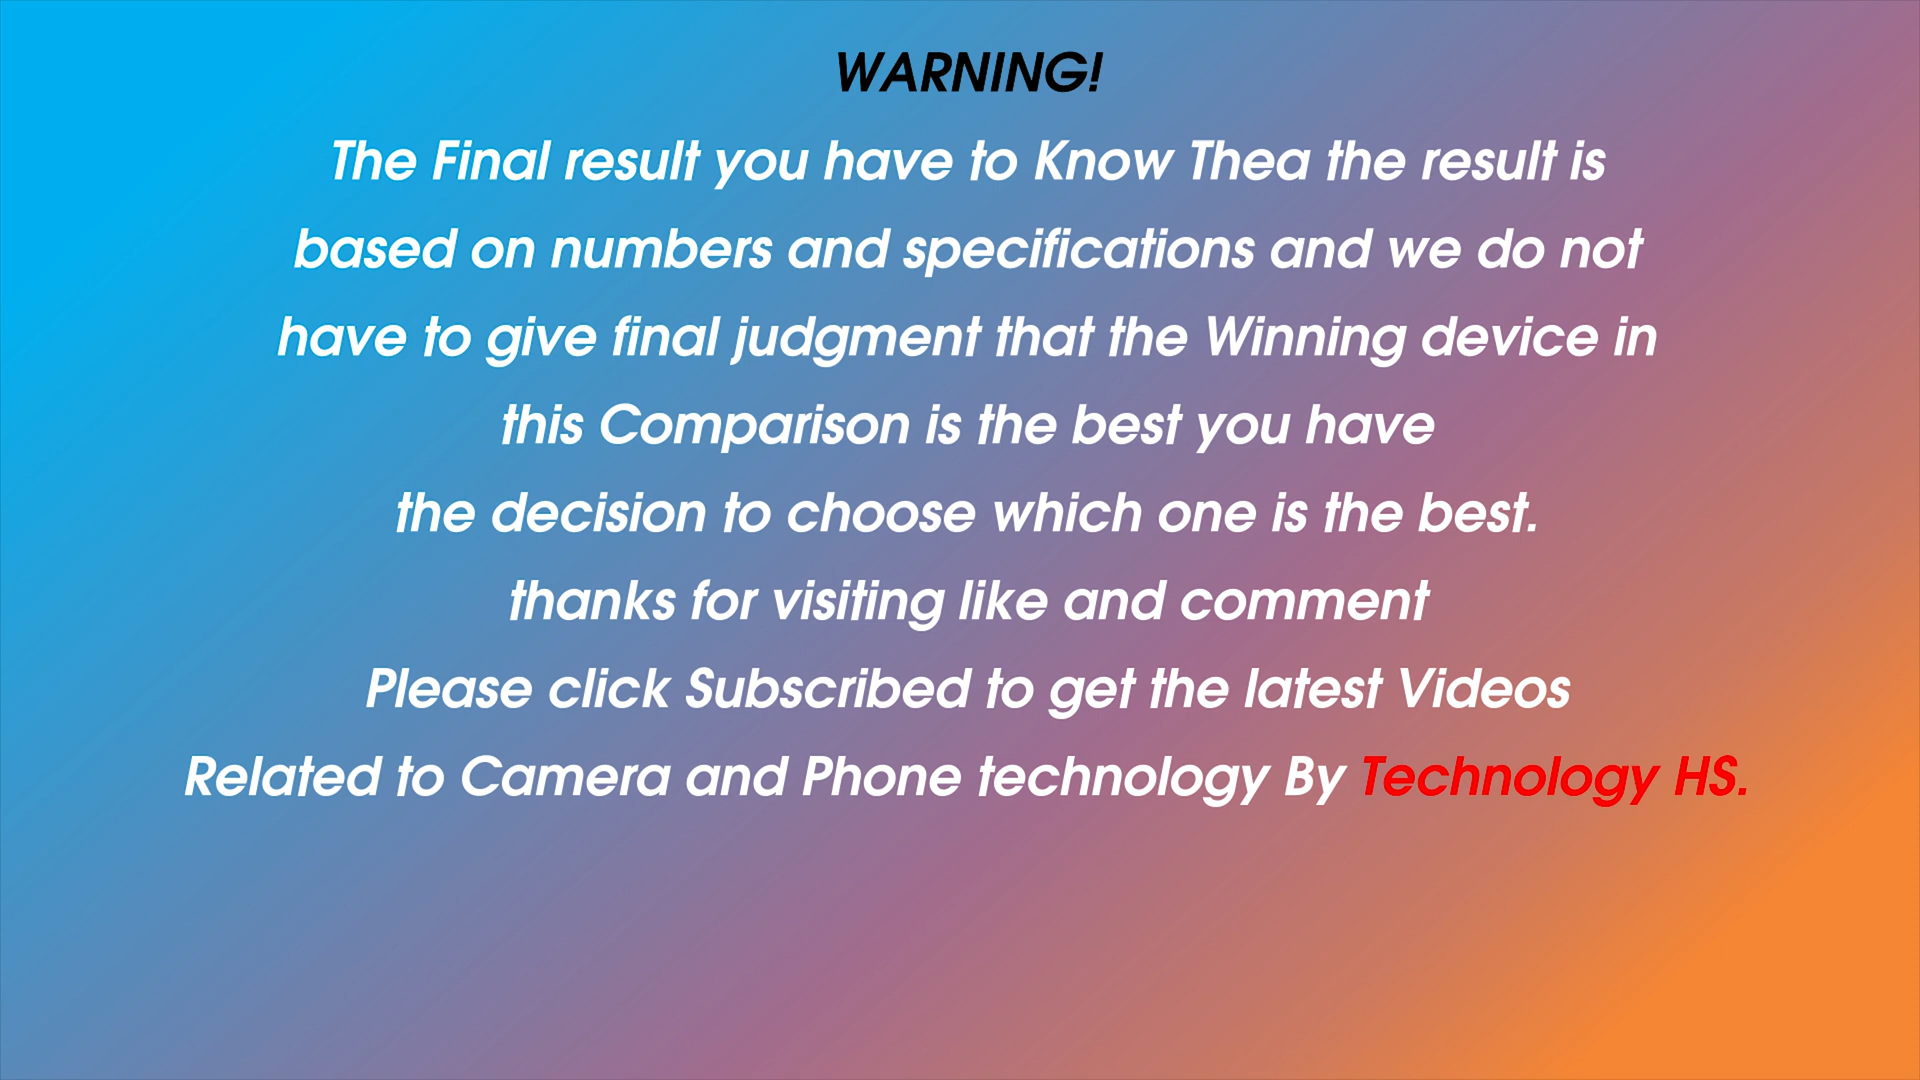 WARNING!
The Final result you have to Know Thea the result is
based on numbers and specifications and we do not
have to give final judgment that the Winning device in
this Comparison is the best you have
the decision to choose which one is the best.
thanks for visiting like and comment
Please click Subscribed to get the latest Videos
Related to Camera and Phone technology By Technology HS.